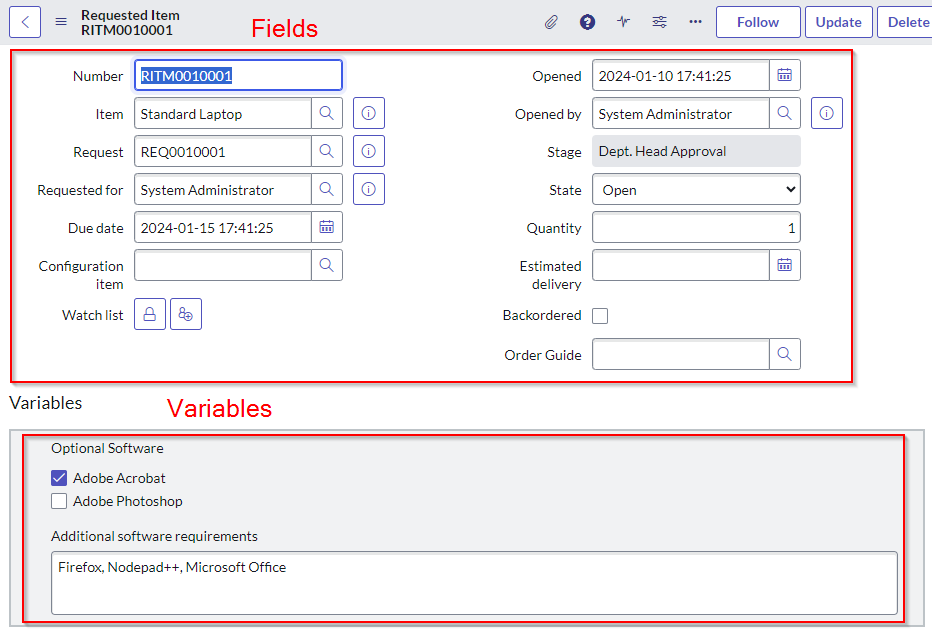 Requested Item
RITM0010001
Follow
Update
Delete
Fields
Number RITM0010001
Opened 2024-01-10 17:41:25
Item Standard Laptop
Opened by System Administrator
Request REQ0010001
Stage Dept. Head Approval
Requested for System Administrator
State Open
Due date 2024-01-15 17:41:25
Quantity 1
Configuration
item
Estimated
delivery
Watch list
Backordered
Order Guide
Variables
Variables
Optional Software
Adobe Acrobat
Adobe Photoshop
Additional software requirements
Firefox, Nodepad++, Microsoft Office